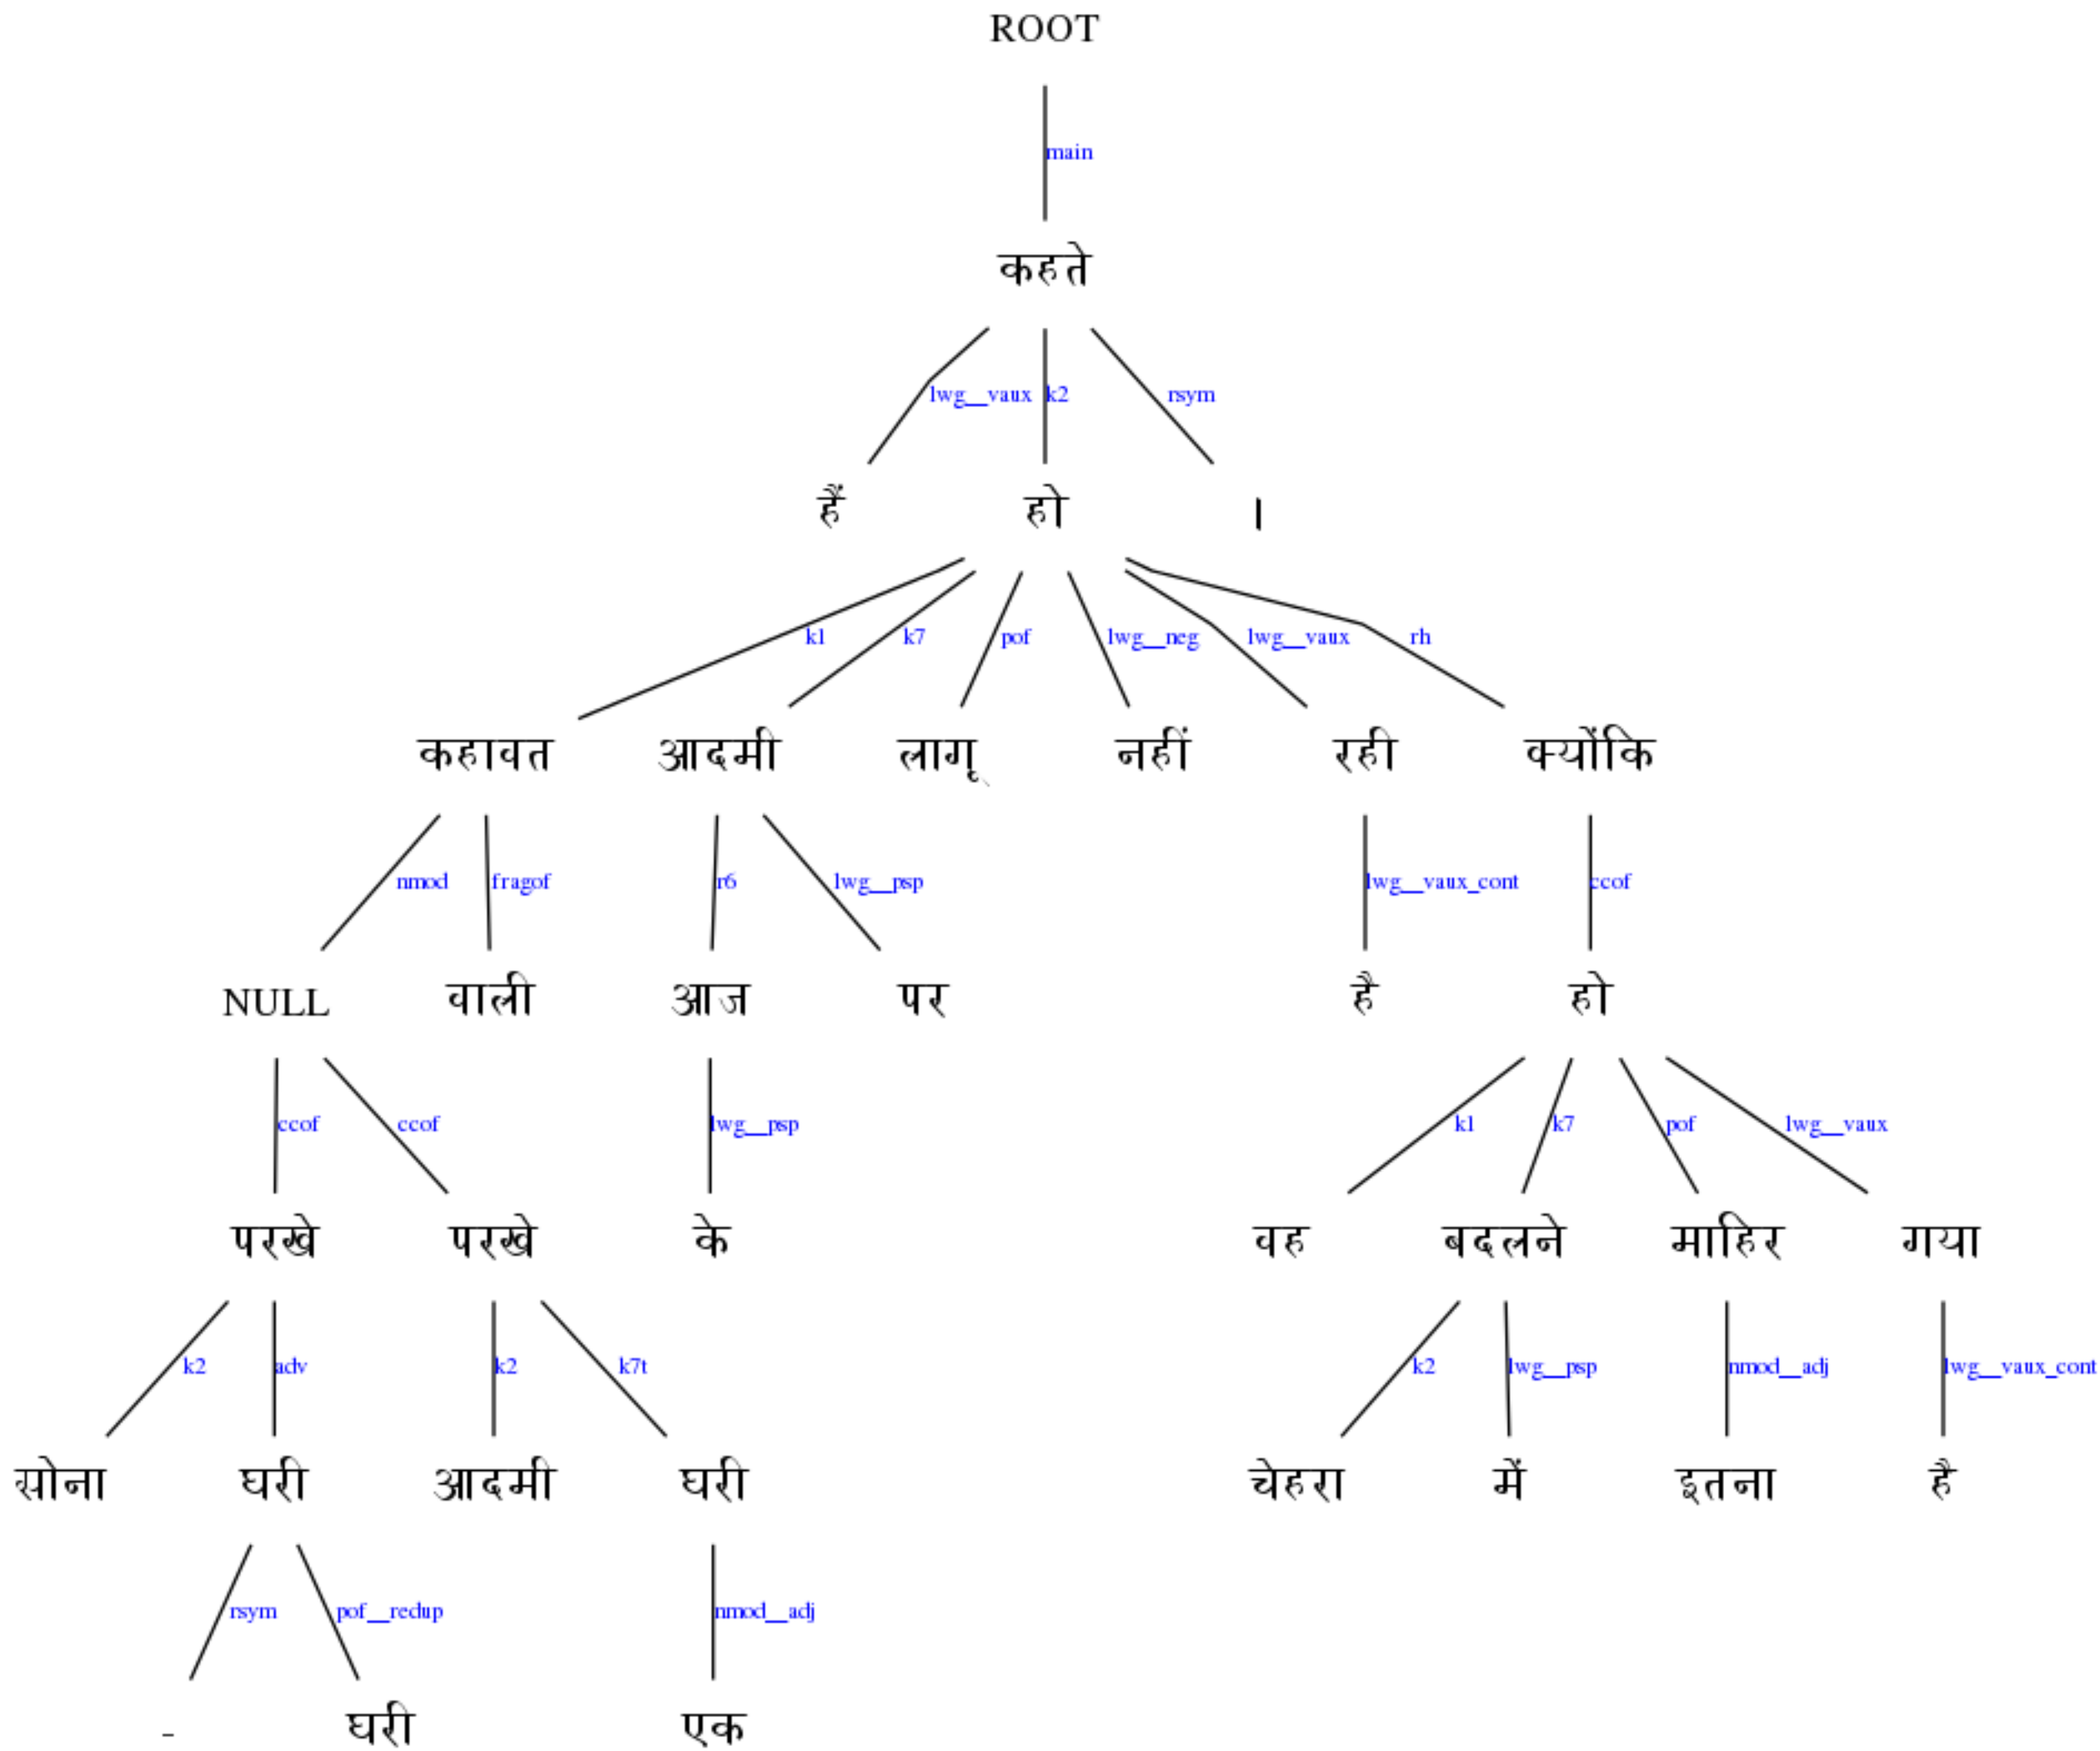 ROOT
main
कहते
lwg__vaux k2 rsym
हैं हो ।
k1 k7 pof lwg__neg lwg__vaux rh
कहावत आदमी लागू नहीं रही क्योंकि
nmod fragof r6 lwg__psp lwg__vaux_cont ccof
NULL वाली आज पर है हो
ccof ccof lwg__psp k1 k7 pof lwg__vaux
परखे परखे के वह बदलने माहिर गया
k2 adv k2 k7t k2 lwg__psp nmod__adj lwg__vaux_cont
सोना घरी आदमी घरी चेहरा में इतना है
rsym pof__redup nmod__adj
- घरी एक